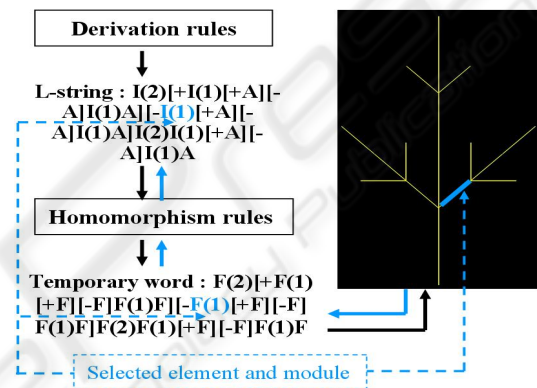 Derivation rules
L-string : I(2)[+I(1)[+A][-
A]I(1)A][-I(1)[+A][-
A]I(1)A]I(2)I(1)[+A][-
A]I(1)A
Homomorphism rules
Temporary word : F(2)[+F(1)
[+F][-F]F(1)F][-F(1)[+F][-F]
F(1)F]F(2)F(1)[+F][-F]F(1)F
Selected element and module